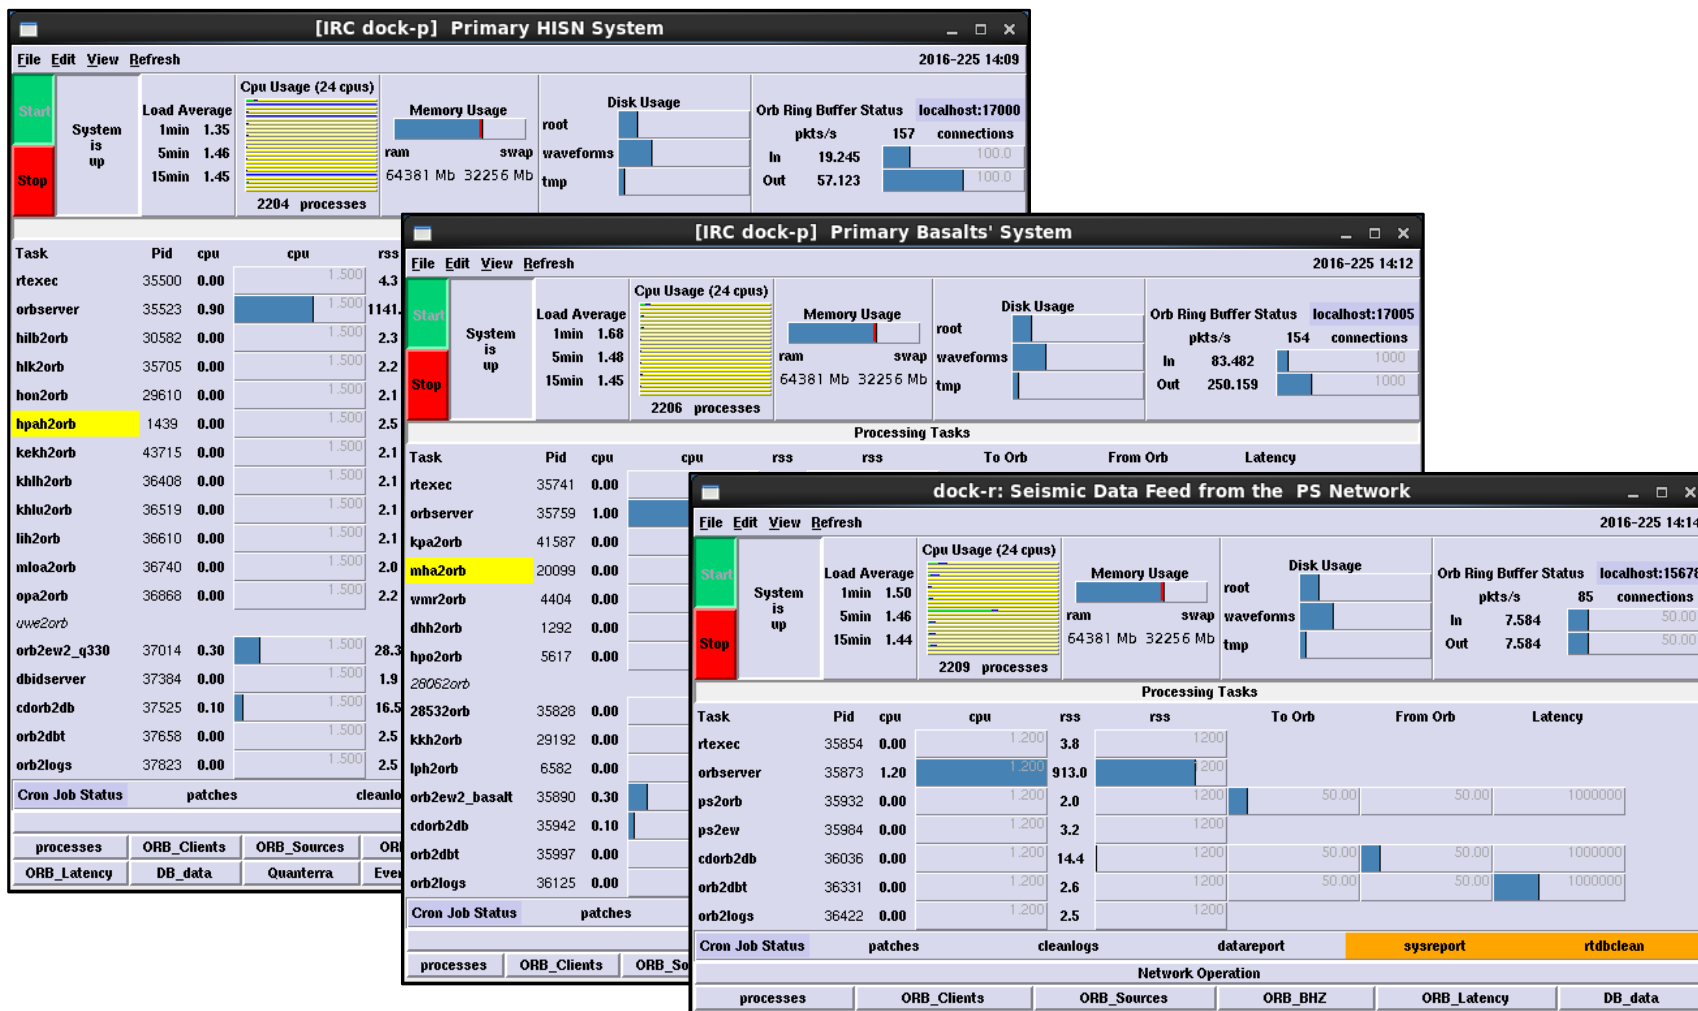 [IRC dock-p] Primary HISN System
File Edit View Refresh 2016-225 14:09
Start
Stop
System
is
up
Load Average
1min 1.35
5min 1.46
15min 1.45
Cpu Usage (24 cpus)
2204 processes
Memory Usage
ram swap
64381 Mb 32256 Mb
Disk Usage
root
waveforms
tmp
Orb Ring Buffer Status localhost:17000
pkts/s 157 connections
In 19.245 100.0
Out 57.123 100.0
Task Pid cpu cpu rss
rtexec 35500 0.00 1.500 4.3
orbserver 35523 0.90 1.500 1141.
hilb2orb 30582 0.00 1.500 2.3
hlk2orb 35705 0.00 1.500 2.2
hon2orb 29610 0.00 1.500 2.1
hpah2orb 1439 0.00 1.500 2.5
kekh2orb 43715 0.00 1.500 2.1
khlh2orb 36408 0.00 1.500 2.1
khlu2orb 36519 0.00 1.500 2.1
lih2orb 36610 0.00 1.500 2.1
mloa2orb 36740 0.00 1.500 2.0
opa2orb 36868 0.00 1.500 2.2
uwe2orb
orb2ew2_q330 37014 0.30 1.500 28.3
dbidserver 37384 0.00 1.500 1.9
cdorb2db 37525 0.10 1.500 16.5
orb2dbt 37658 0.00 1.500 2.5
orb2logs 37823 0.00 1.500 2.5
Cron Job Status patches cleanlo
processes ORB_Clients ORB_Sources OR
ORB_Latency DB_data Quanterra Eve
[IRC dock-p] Primary Basalts' System
File Edit View Refresh 2016-225 14:12
Start
Stop
System
is
up
Load Average
1min 1.68
5min 1.48
15min 1.45
Cpu Usage (24 cpus)
2206 processes
Memory Usage
ram swap
64381 Mb 32256 Mb
Disk Usage
root
waveforms
tmp
Orb Ring Buffer Status localhost:17005
pkts/s 154 connections
In 83.482 1000
Out 250.159 1000
Processing Tasks
Task Pid cpu cpu rss rss To Orb From Orb Latency
rtexec 35741 0.00
orbserver 35759 1.00
kpa2orb 41587 0.00
mha2orb 20099 0.00
wmr2orb 4404 0.00
dhh2orb 1292 0.00
hpo2orb 5617 0.00
28062orb
28532orb 35828 0.00
kkh2orb 29192 0.00
lph2orb 6582 0.00
orb2ew2_basalt 35890 0.30
cdorb2db 35942 0.10
orb2dbt 35997 0.00
orb2logs 36125 0.00
Cron Job Status patches
processes ORB_Clients ORB_So
dock-r: Seismic Data Feed from the PS Network
File Edit View Refresh 2016-225 14:14
Start
Stop
System
is
up
Load Average
1min 1.50
5min 1.46
15min 1.44
Cpu Usage (24 cpus)
2209 processes
Memory Usage
ram swap
64381 Mb 32256 Mb
Disk Usage
root
waveforms
tmp
Orb Ring Buffer Status localhost:15678
pkts/s 85 connections
In 7.584 50.00
Out 7.584 50.00
Processing Tasks
Task Pid cpu cpu rss rss To Orb From Orb Latency
rtexec 35854 0.00 1.200 3.8 1200
orbserver 35873 1.20 1.200 913.0 1200
ps2orb 35932 0.00 1.200 2.0 1200 50.00 50.00 1000000
ps2ew 35984 0.00 1.200 3.2 1200
cdorb2db 36036 0.00 1.200 14.4 1200 50.00 50.00 1000000
orb2dbt 36331 0.00 1.200 2.6 1200 50.00 50.00 1000000
orb2logs 36422 0.00 1.200 2.5 1200
Cron Job Status patches cleanlogs datareport sysreport rtdbclean
Network Operation
processes ORB_Clients ORB_Sources ORB_BHZ ORB_Latency DB_data